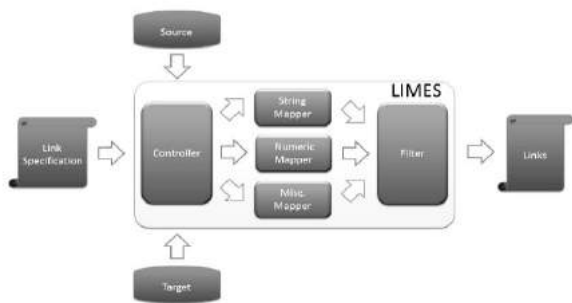 Source
LIMES
Link
Specification
Controller
String
Mapper
Numeric
Mapper
Misc.
Mapper
Filter
Links
Target